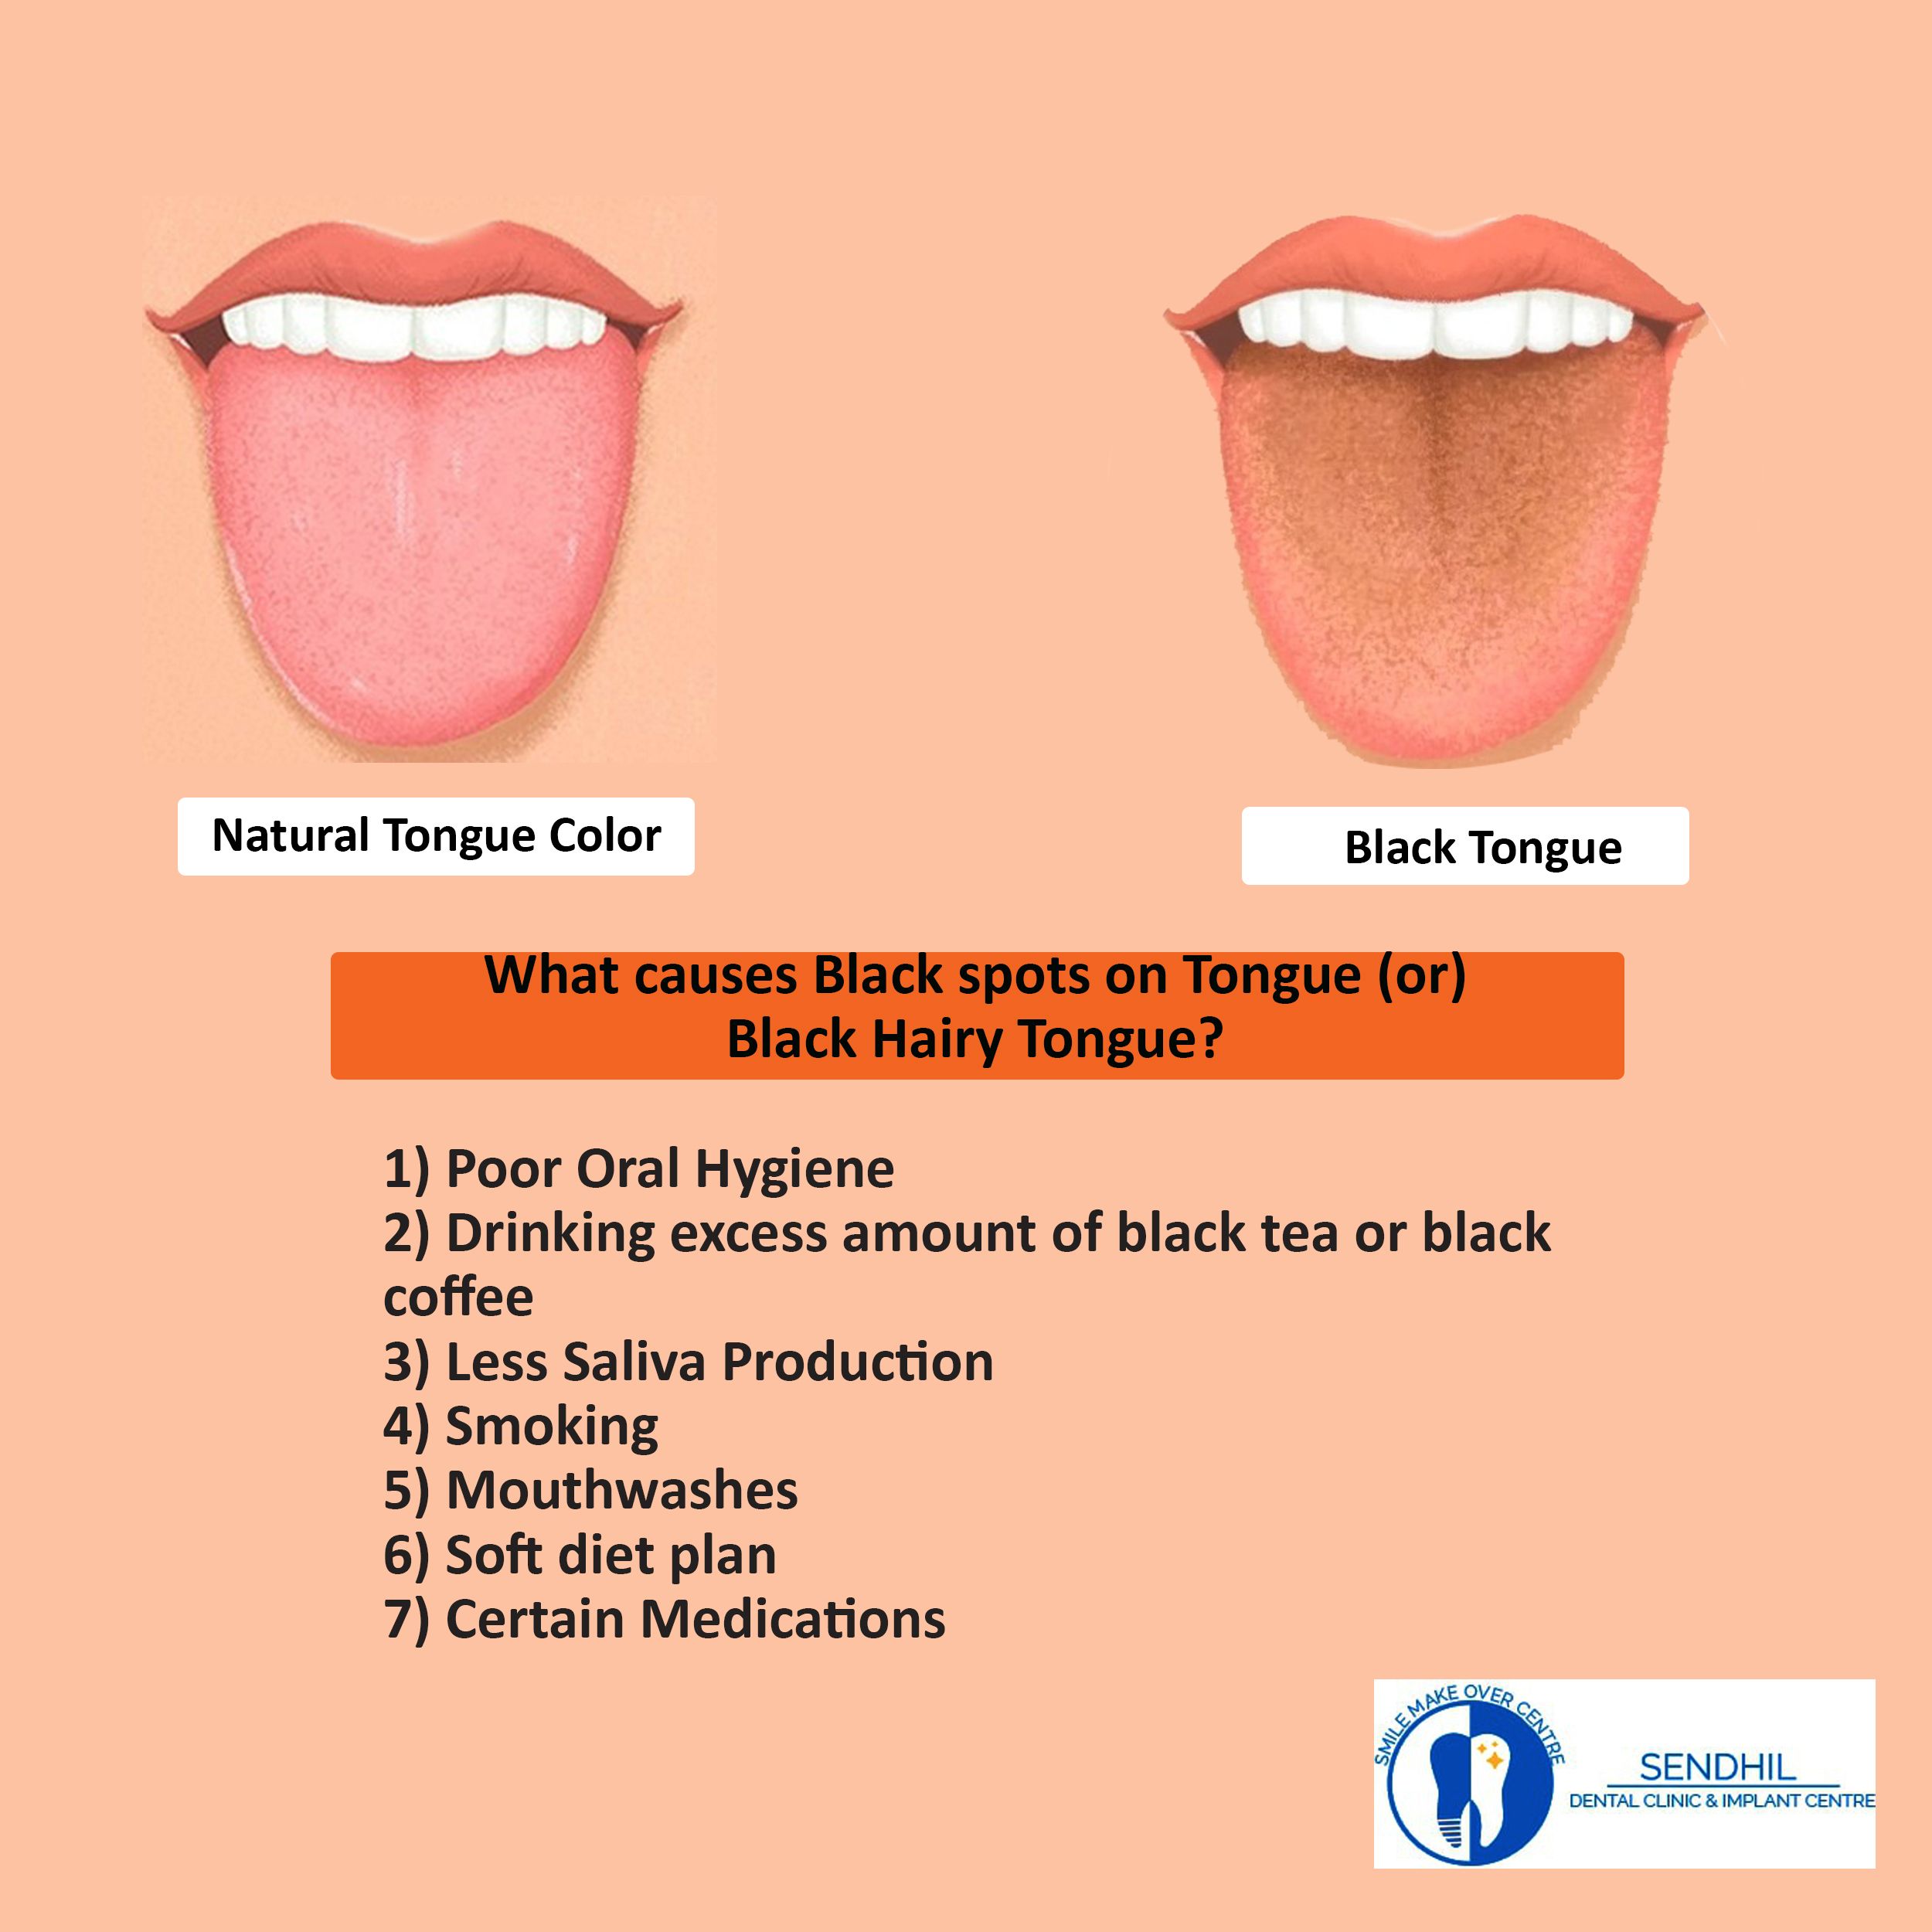 Natural Tongue Color
Black Tongue
What causes Black spots on Tongue (or)
Black Hairy Tongue?
1) Poor Oral Hygiene
2) Drinking excess amount of black tea or black
coffee
3) Less Saliva Production
4) Smoking
5) Mouthwashes
6) Soft diet plan
7) Certain Medications
SMILE MAKE OVER CENTRE
SENDHIL
DENTAL CLINIC & IMPLANT CENTRE